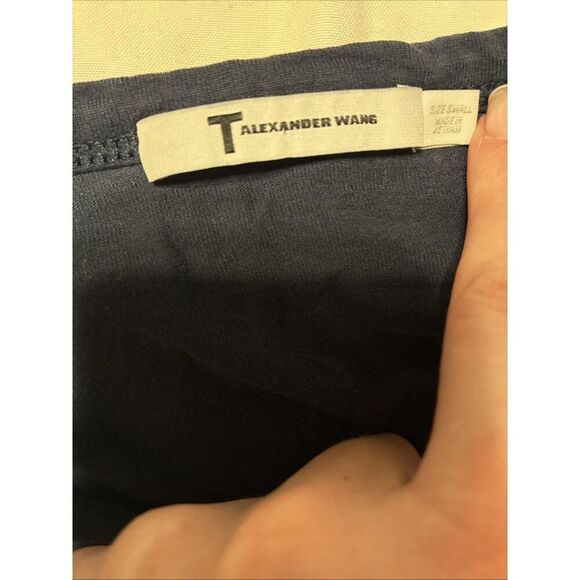 T ALEXANDER WANG
SIZE SMALL
MADE IN
VIETNAM